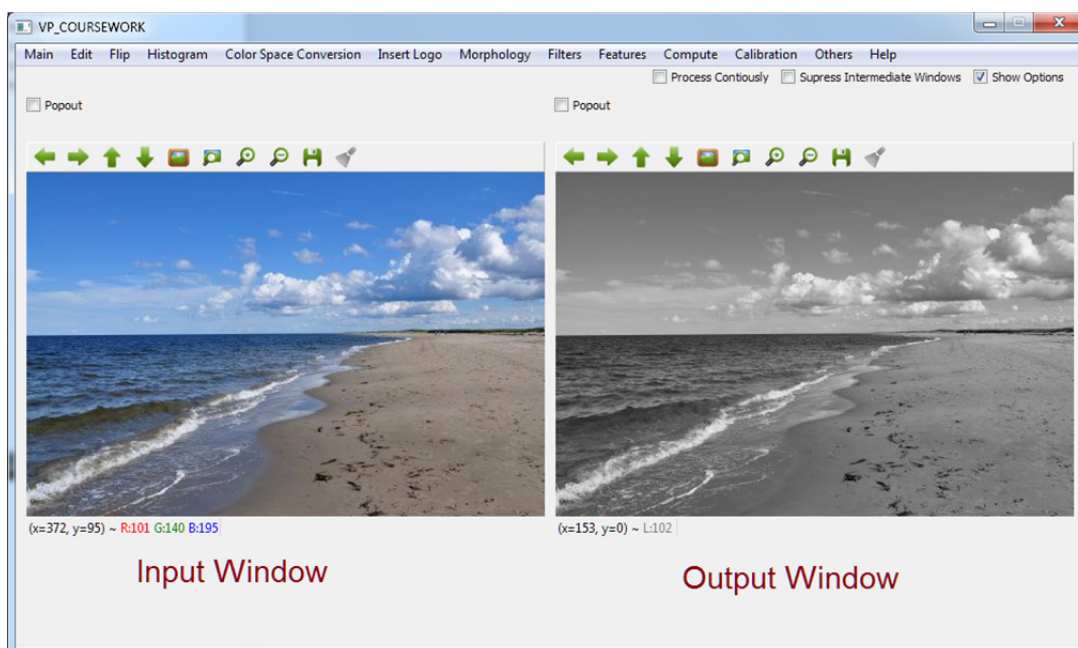 VP_COURSEWORK
Main Edit Flip Histogram Color Space Conversion Insert Logo Morphology Filters Features Compute Calibration Others Help
Process Contiously Supress Intermediate Windows Show Options
Popout Popout
(x=372, y=95) ~ R:101 G:140 B:195 (x=153, y=0) ~ L:102
Input Window
Output Window